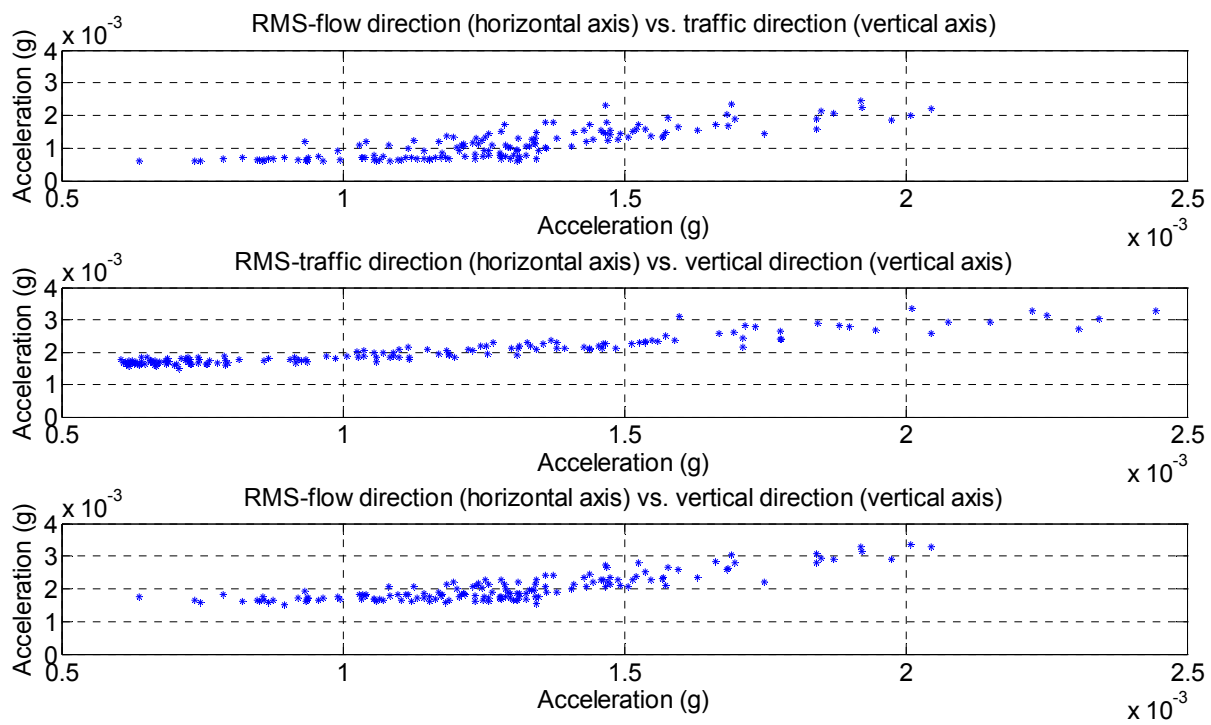 RMS-flow direction (horizontal axis) vs. traffic direction (vertical axis)
x 10-3
Acceleration (g)
4
3
2
1
0
0.5 1 1.5 2 2.5
Acceleration (g)
x 10-3
RMS-traffic direction (horizontal axis) vs. vertical direction (vertical axis)
x 10-3
Acceleration (g)
4
3
2
1
0
0.5 1 1.5 2 2.5
Acceleration (g)
x 10-3
RMS-flow direction (horizontal axis) vs. vertical direction (vertical axis)
x 10-3
Acceleration (g)
4
3
2
1
0
0.5 1 1.5 2 2.5
Acceleration (g)
x 10-3